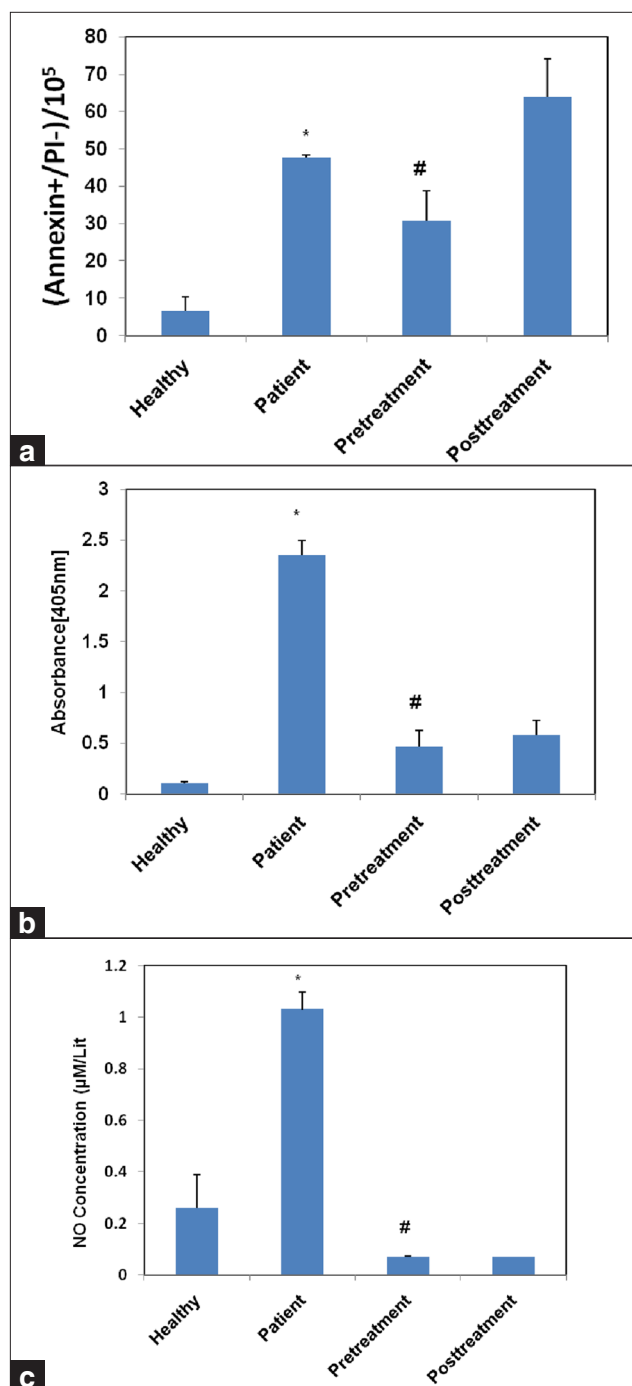 80
70
60
50
40
30
20
10
0
(Annexin+/PI-)/10⁵
*
#
Healthy
Patient
Pretreatment
Posttreatment
a
3
2.5
2
1.5
1
0.5
0
Absorbance[405nm]
*
#
Healthy
Patient
Pretreatment
Posttreatment
b
1.2
1
0.8
0.6
0.4
0.2
0
NO Concentration (µM/Lit
*
#
Healthy
Patient
Pretreatment
Posttreatment
c